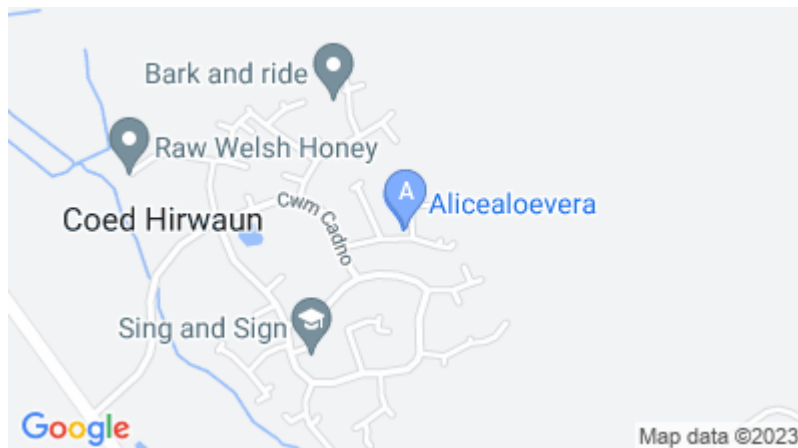 Bark and ride
Raw Welsh Honey
A
Alicealoevera
Coed Hirwaun
Cwm Cadno
Sing and Sign
Google
Map data ©2023